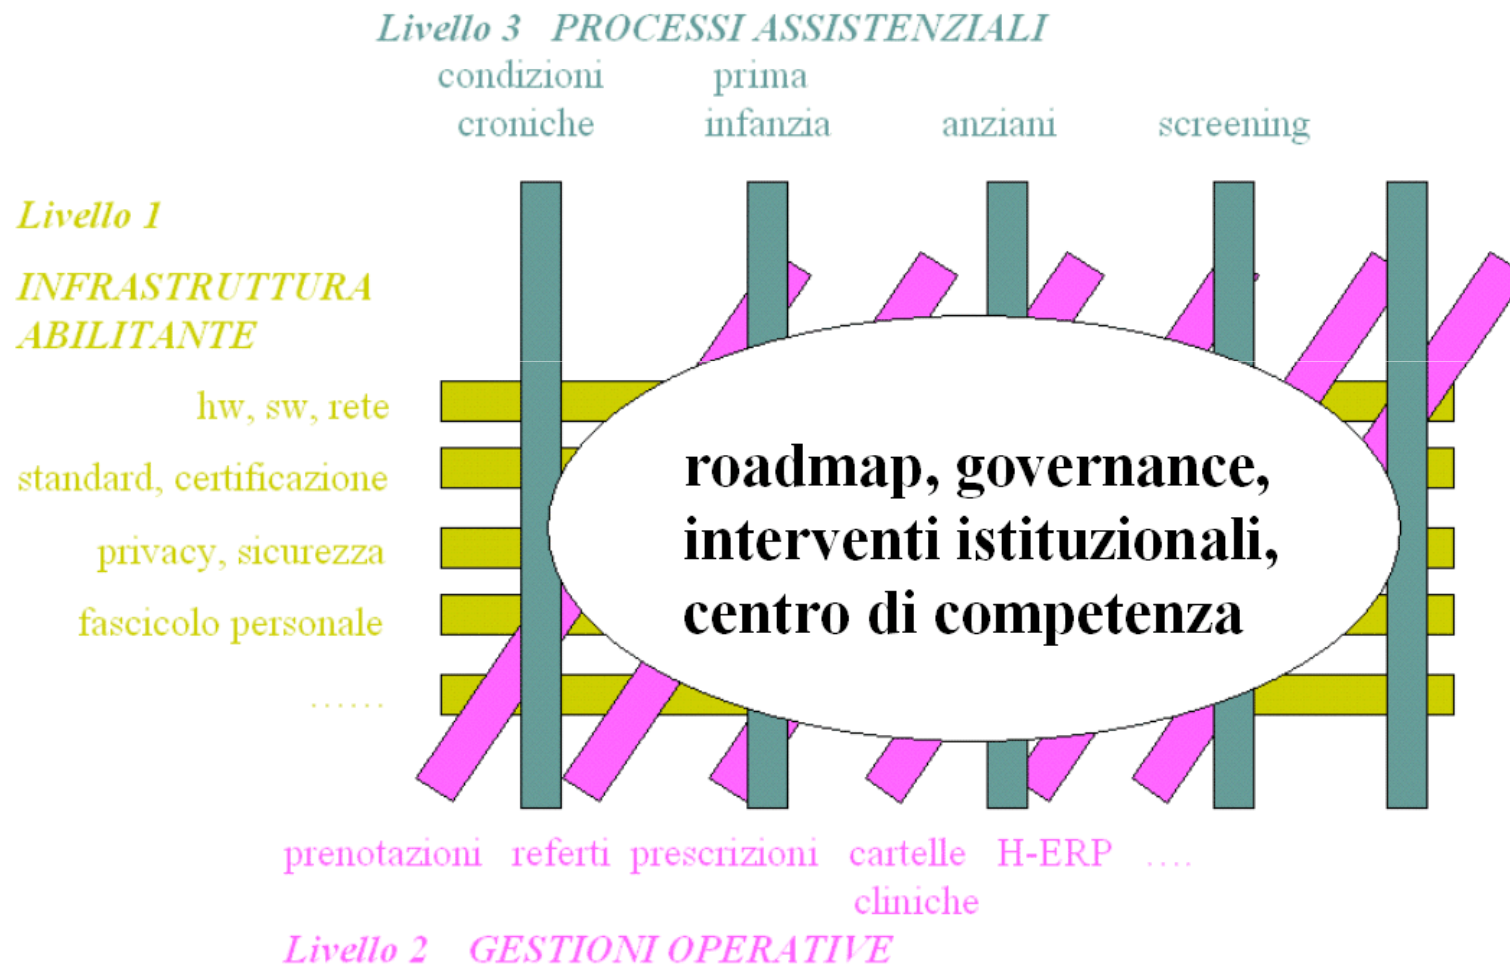 Livello 3 PROCESSI ASSISTENZIALI
condizioni prima
croniche infanzia anziani screening
Livello 1
INFRASTRUTTURA
ABILITANTE
hw, sw, rete
standard, certificazione
privacy, sicurezza
fascicolo personale
......
roadmap, governance,
interventi istituzionali,
centro di competenza
prenotazioni referti prescrizioni cartelle H-ERP ....
cliniche
Livello 2 GESTIONI OPERATIVE